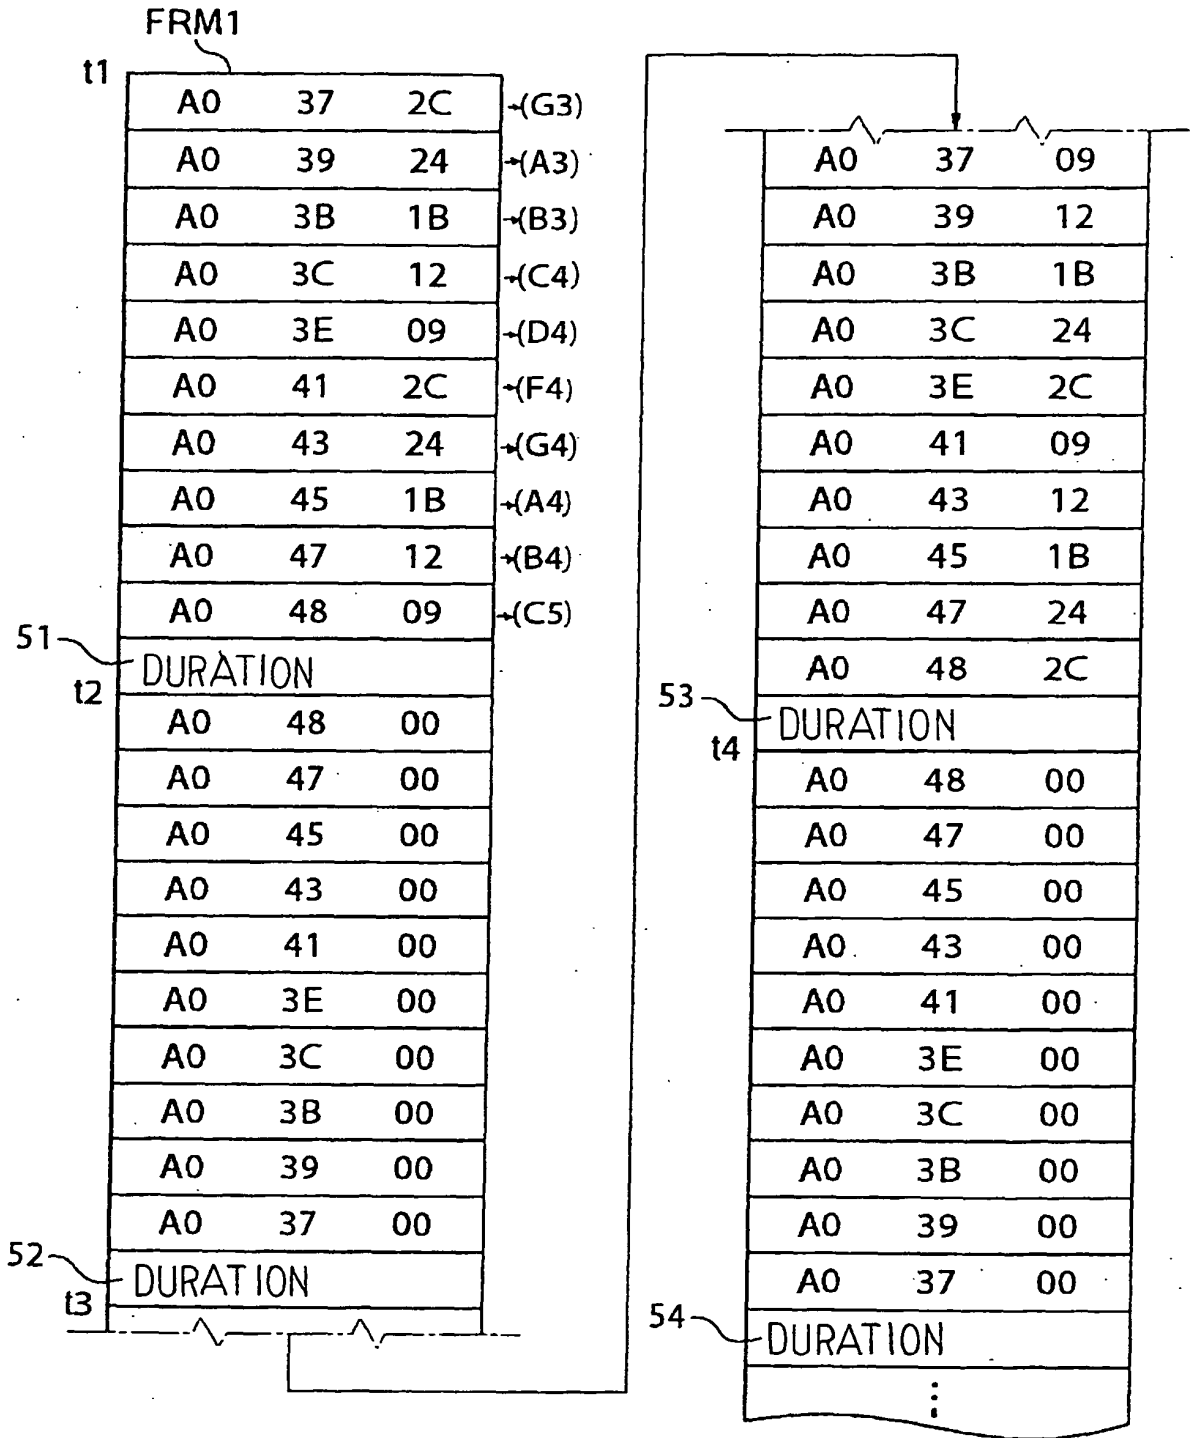 FRM1
t1
A0 37 2C →(G3)
A0 39 24 →(A3)
A0 3B 1B →(B3)
A0 3C 12 →(C4)
A0 3E 09 →(D4)
A0 41 2C →(F4)
A0 43 24 →(G4)
A0 45 1B →(A4)
A0 47 12 →(B4)
A0 48 09 →(C5)
51
DURATION
t2
A0 48 00
A0 47 00
A0 45 00
A0 43 00
A0 41 00
A0 3E 00
A0 3C 00
A0 3B 00
A0 39 00
A0 37 00
52
DURATION
t3
A0 37 09
A0 39 12
A0 3B 1B
A0 3C 24
A0 3E 2C
A0 41 09
A0 43 12
A0 45 1B
A0 47 24
A0 48 2C
53
DURATION
t4
A0 48 00
A0 47 00
A0 45 00
A0 43 00
A0 41 00
A0 3E 00
A0 3C 00
A0 3B 00
A0 39 00
A0 37 00
54
DURATION
⋮